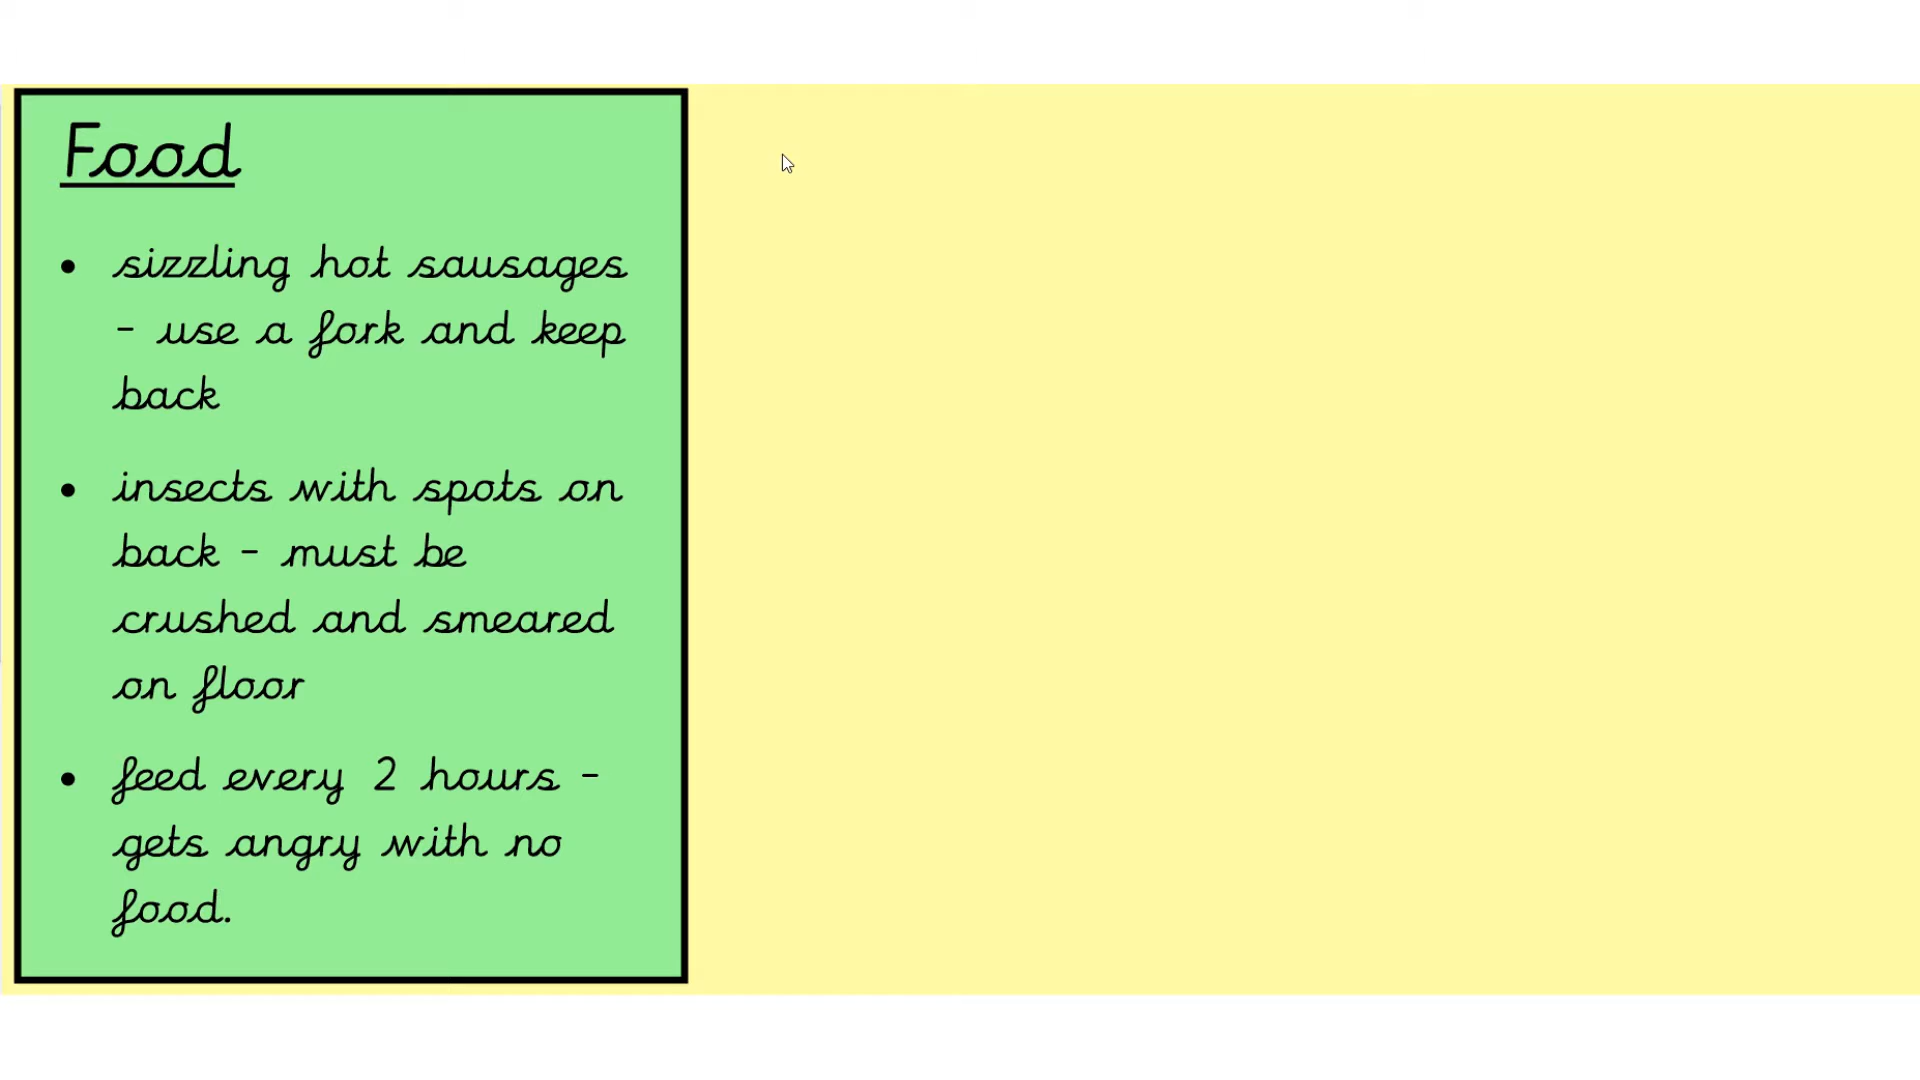 Food
• sizzling hot sausages
- use a fork and keep
back
• insects with spots on
back - must be
crushed and smeared
on floor
• feed every 2 hours -
gets angry with no
food.